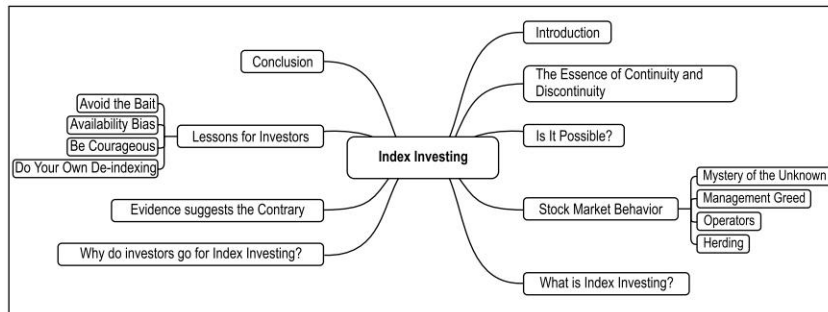 Introduction
The Essence of Continuity and
Discontinuity
Is It Possible?
Stock Market Behavior
Mystery of the Unknown
Management Greed
Operators
Herding
What is Index Investing?
Index Investing
Conclusion
Lessons for Investors
Avoid the Bait
Availability Bias
Be Courageous
Do Your Own De-indexing
Evidence suggests the Contrary
Why do investors go for Index Investing?